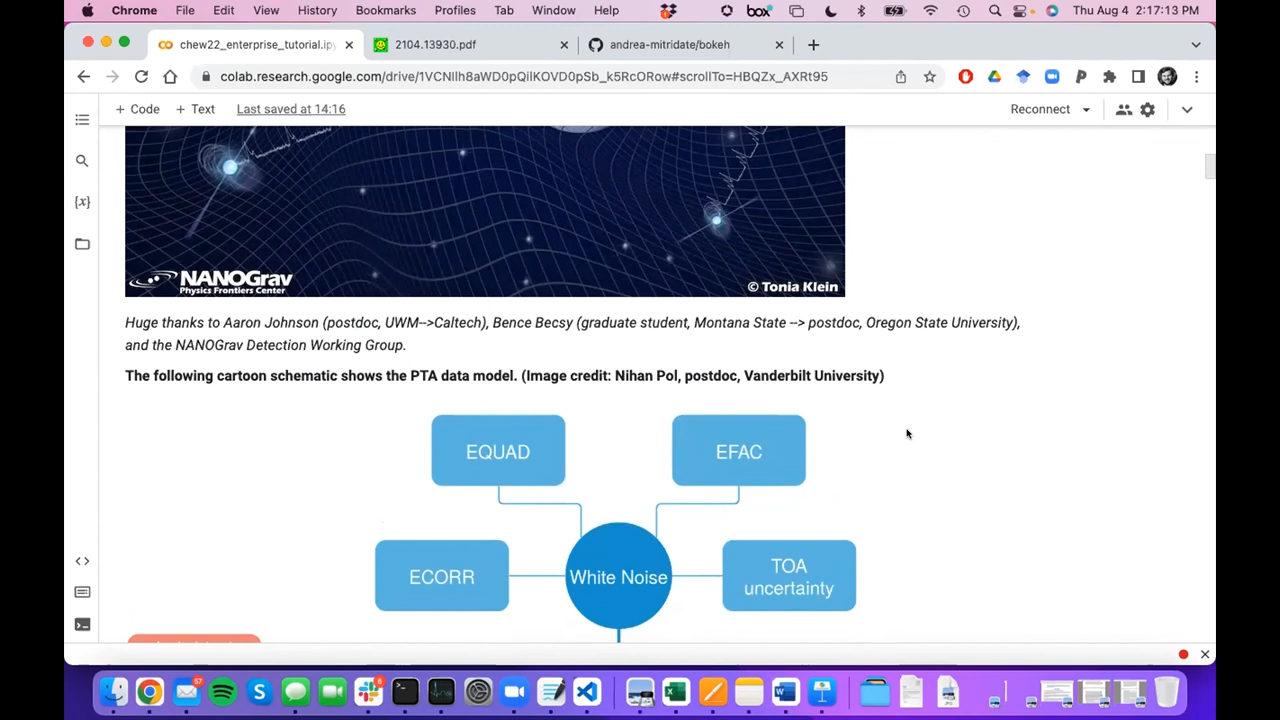 Chrome File Edit View History Bookmarks Profiles Tab Window Help box Thu Aug 4 2:17:13 PM
chew22_enterprise_tutorial.ipy 2104.13930.pdf andrea-mitridate/bokeh
colab.research.google.com/drive/1VCNllh8aWD0pQilKOVD0pSb_k5RcORow#scrollTo=HBQZx_AXRt95
+ Code + Text Last saved at 14:16 Reconnect
NANOGrav
Physics Frontiers Center
© Tonia Klein
Huge thanks to Aaron Johnson (postdoc, UWM-->Caltech), Bence Becsy (graduate student, Montana State --> postdoc, Oregon State University),
and the NANOGrav Detection Working Group.
The following cartoon schematic shows the PTA data model. (Image credit: Nihan Pol, postdoc, Vanderbilt University)
EQUAD EFAC
ECORR White Noise TOA
uncertainty